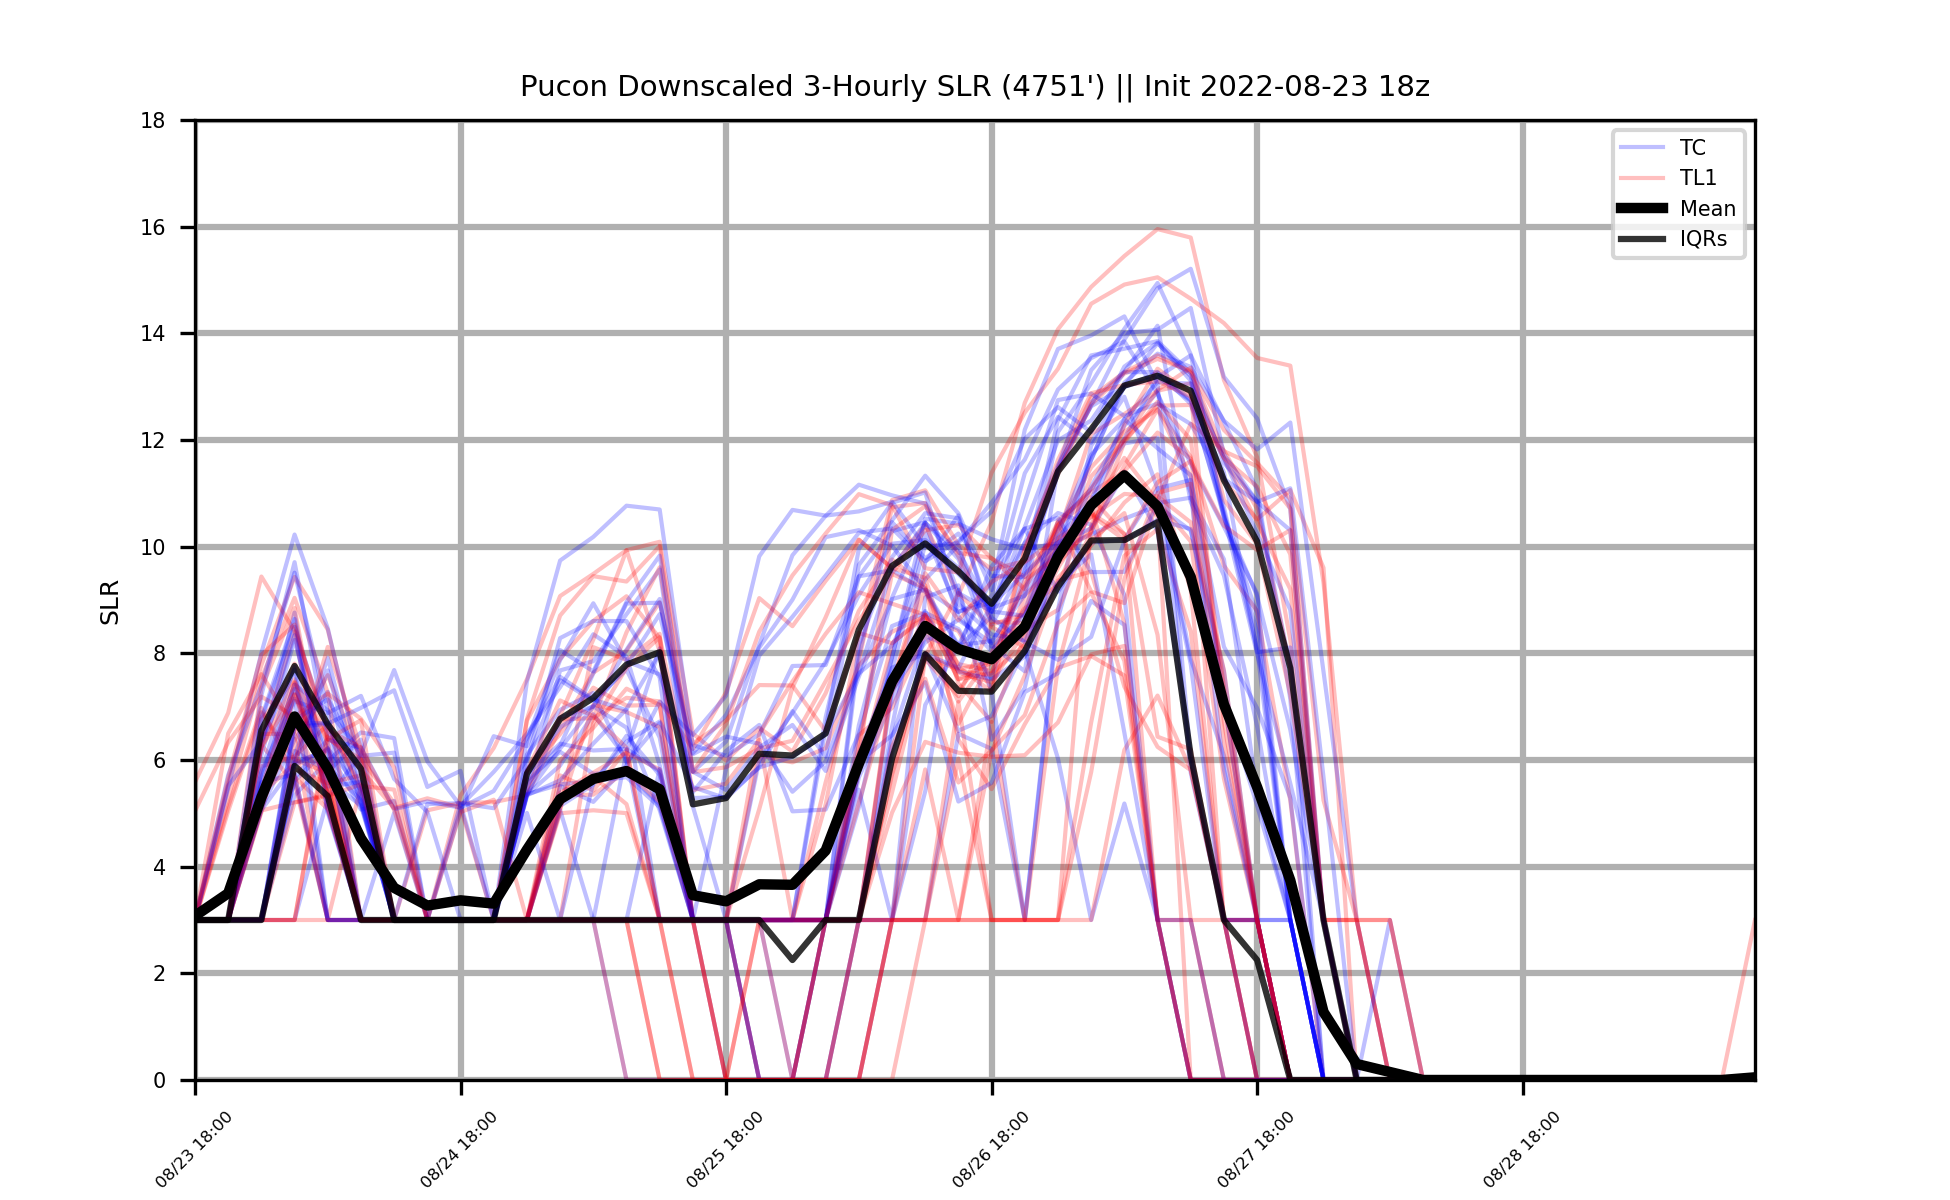 Pucon Downscaled 3-Hourly SLR (4751') || Init 2022-08-23 18z
TC
TL1
Mean
IQRs
SLR
18
16
14
12
10
8
6
4
2
0
08/23 18:00
08/24 18:00
08/25 18:00
08/26 18:00
08/27 18:00
08/28 18:00